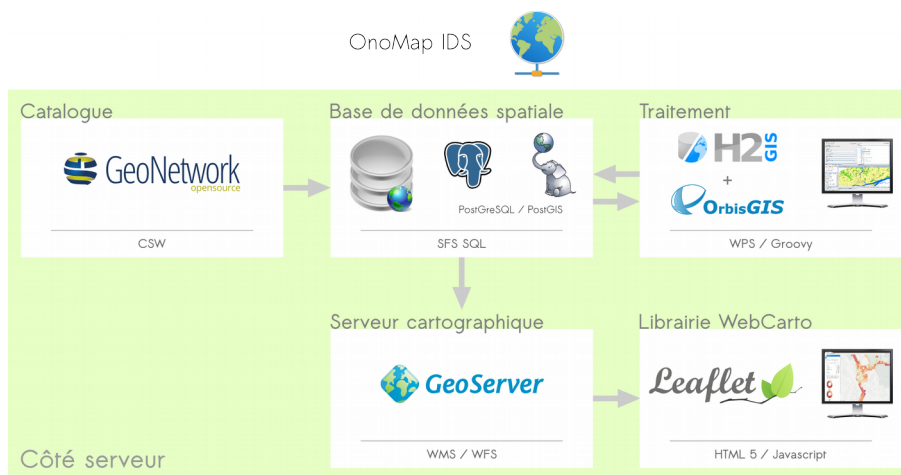 OnoMap IDS
Catalogue
GeoNetwork
opensource
CSW
Base de données spatiale
PostGreSQL / PostGIS
SFS SQL
Traitement
H2GIS
+
OrbisGIS
WPS / Groovy
Serveur cartographique
GeoServer
WMS / WFS
Librairie WebCarto
Leaflet
HTML 5 / Javascript
Côté serveur